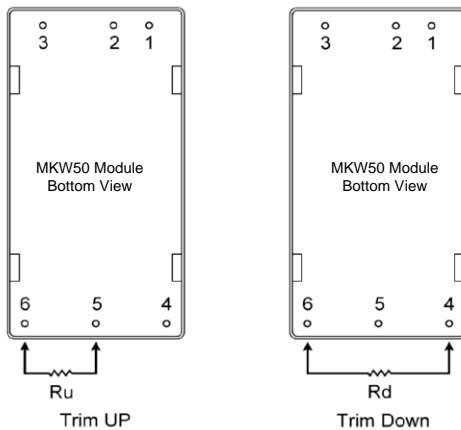 3 2 1
MKW50 Module
Bottom View
6 5 4
Ru
Trim UP
3 2 1
MKW50 Module
Bottom View
6 5 4
Rd
Trim Down